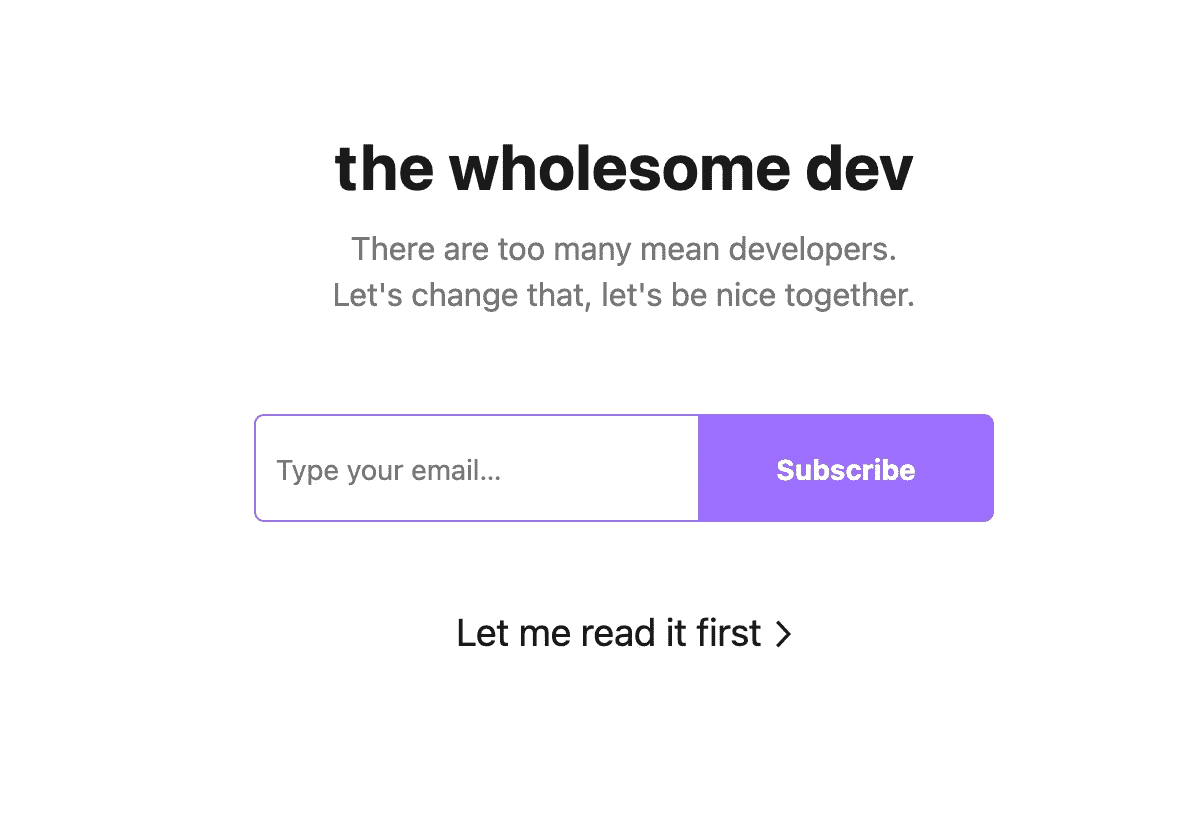 the wholesome dev
There are too many mean developers.
Let's change that, let's be nice together.
Type your email...
Subscribe
Let me read it first